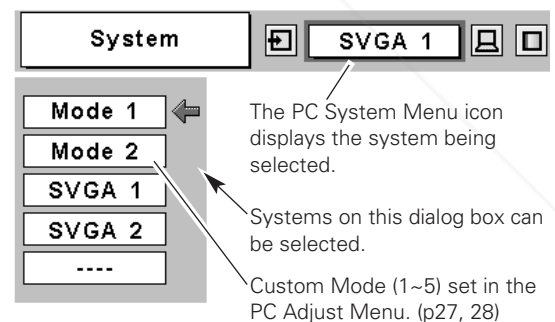 System
SVGA 1
Mode 1
Mode 2
SVGA 1
SVGA 2
----
The PC System Menu icon
displays the system being
selected.
Systems on this dialog box can
be selected.
Custom Mode (1~5) set in the
PC Adjust Menu. (p27, 28)